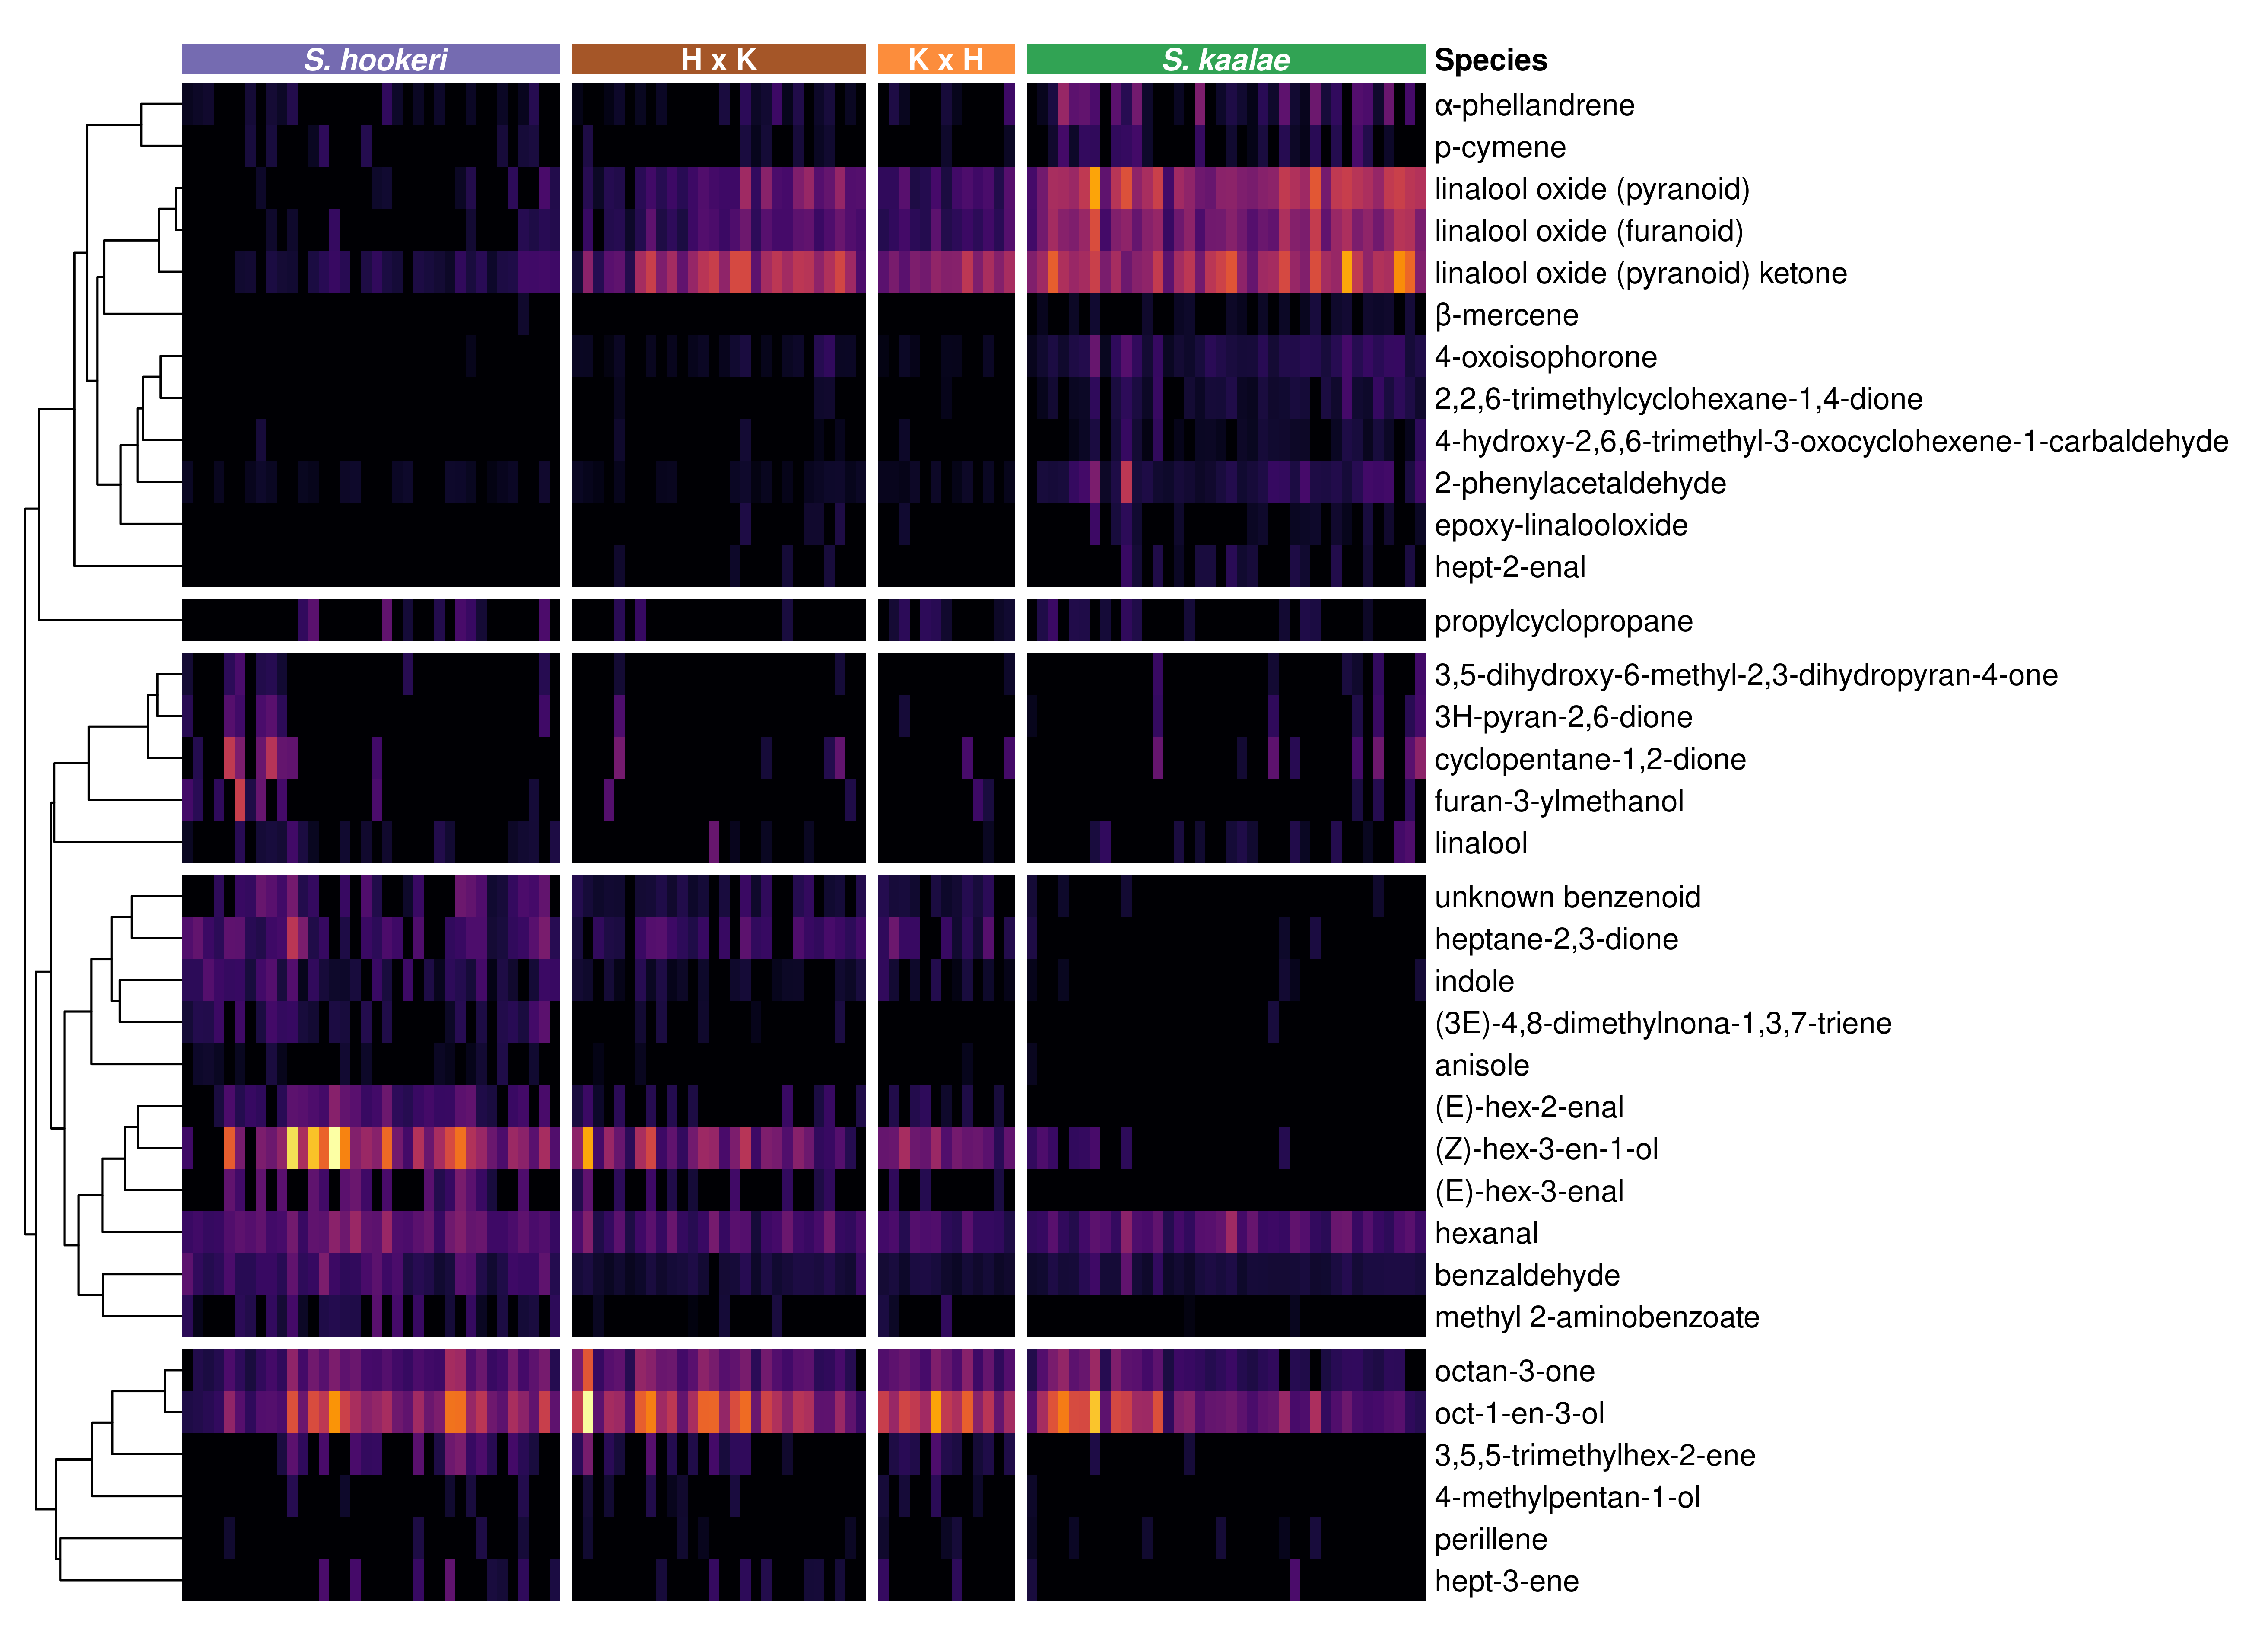 S. hookeri H x K K x H S. kaalae Species
α-phellandrene
p-cymene
linalool oxide (pyranoid)
linalool oxide (furanoid)
linalool oxide (pyranoid) ketone
β-mercene
4-oxoisophorone
2,2,6-trimethylcyclohexane-1,4-dione
4-hydroxy-2,6,6-trimethyl-3-oxocyclohexene-1-carbaldehyde
2-phenylacetaldehyde
epoxy-linalooloxide
hept-2-enal
propylcyclopropane
3,5-dihydroxy-6-methyl-2,3-dihydropyran-4-one
3H-pyran-2,6-dione
cyclopentane-1,2-dione
furan-3-ylmethanol
linalool
unknown benzenoid
heptane-2,3-dione
indole
(3E)-4,8-dimethylnona-1,3,7-triene
anisole
(E)-hex-2-enal
(Z)-hex-3-en-1-ol
(E)-hex-3-enal
hexanal
benzaldehyde
methyl 2-aminobenzoate
octan-3-one
oct-1-en-3-ol
3,5,5-trimethylhex-2-ene
4-methylpentan-1-ol
perillene
hept-3-ene